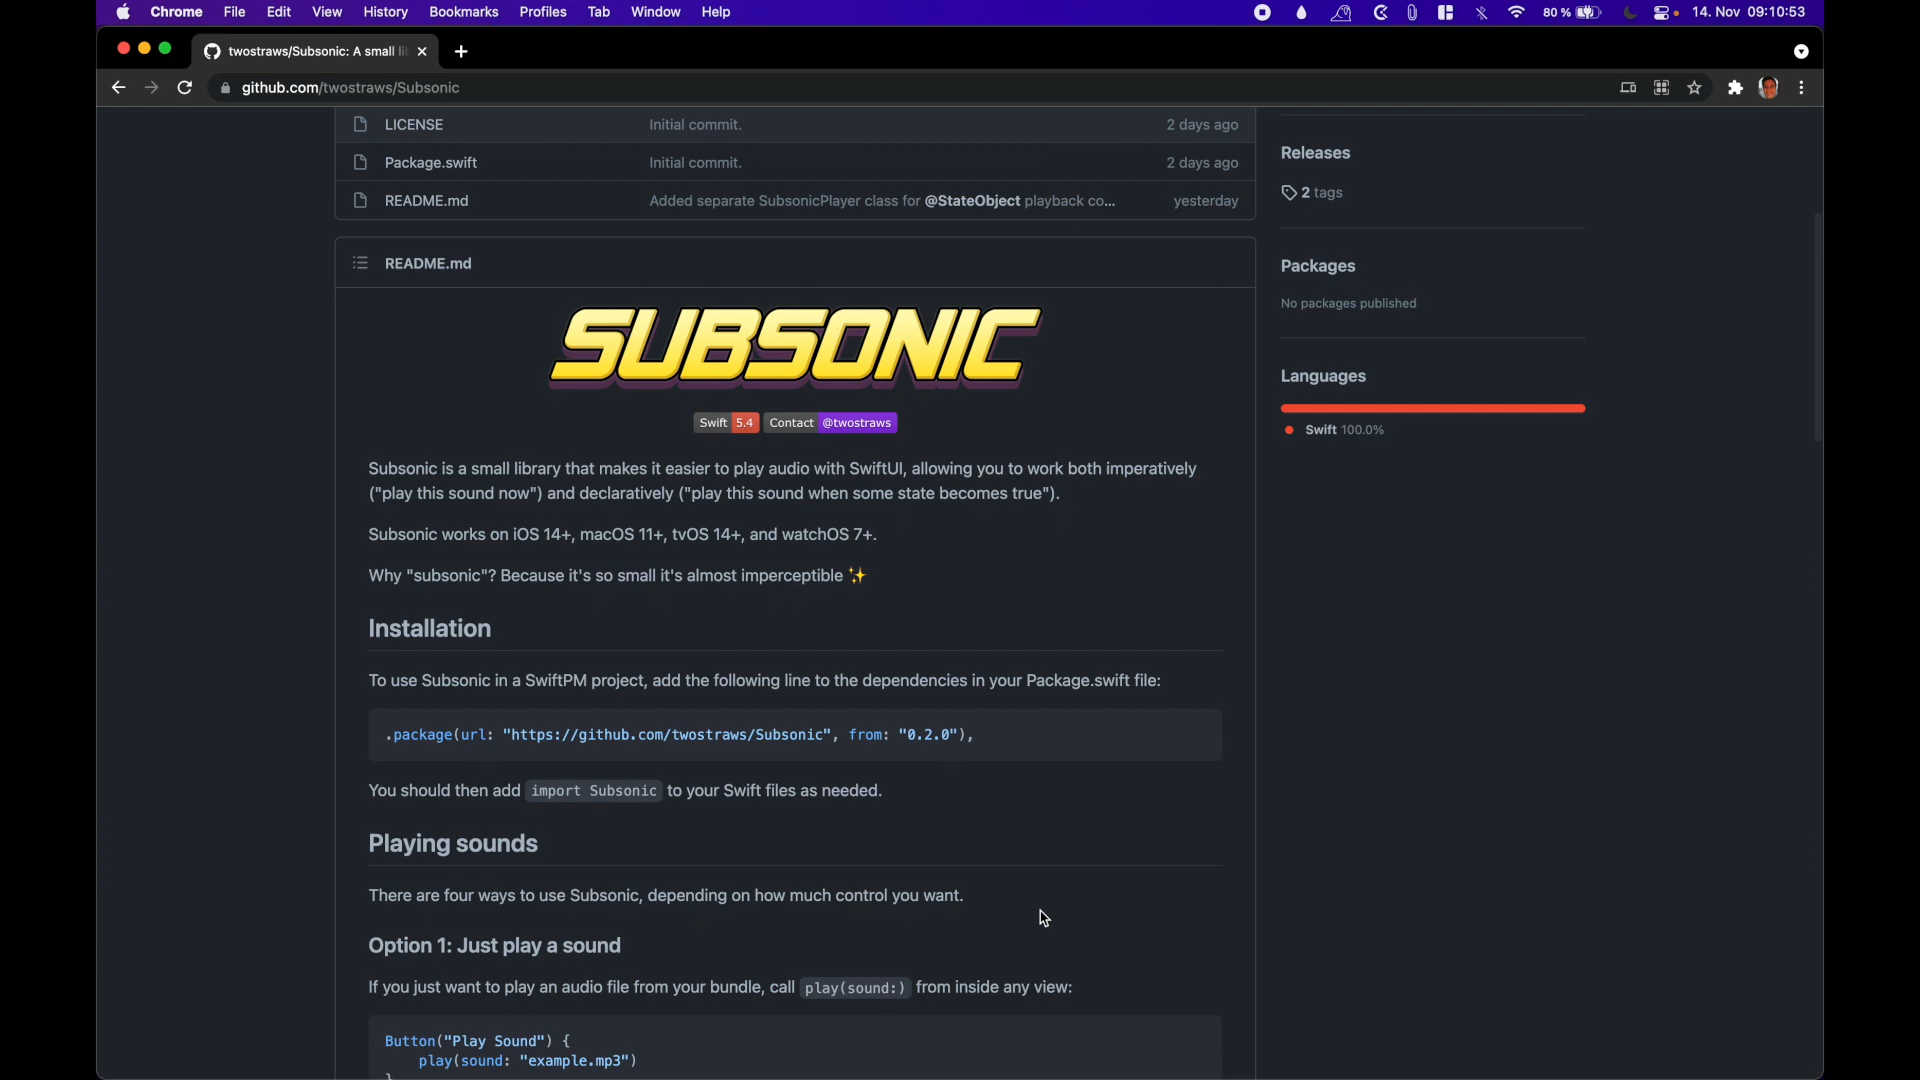 Chrome File Edit View History Bookmarks Profiles Tab Window Help 80 % 14. Nov 09:10:53
twostraws/Subsonic: A small li
github.com/twostraws/Subsonic
LICENSE Initial commit. 2 days ago
Package.swift Initial commit. 2 days ago
README.md Added separate SubsonicPlayer class for @StateObject playback co... yesterday
README.md
SUBSONIC
Swift 5.4 Contact @twostraws
Subsonic is a small library that makes it easier to play audio with SwiftUI, allowing you to work both imperatively
("play this sound now") and declaratively ("play this sound when some state becomes true").
Subsonic works on iOS 14+, macOS 11+, tvOS 14+, and watchOS 7+.
Why "subsonic"? Because it's so small it's almost imperceptible ✨
Installation
To use Subsonic in a SwiftPM project, add the following line to the dependencies in your Package.swift file:
.package(url: "https://github.com/twostraws/Subsonic", from: "0.2.0"),
You should then add import Subsonic to your Swift files as needed.
Playing sounds
There are four ways to use Subsonic, depending on how much control you want.
Option 1: Just play a sound
If you just want to play an audio file from your bundle, call play(sound:) from inside any view:
Button("Play Sound") {
play(sound: "example.mp3")
}
Releases
2 tags
Packages
No packages published
Languages
Swift 100.0%